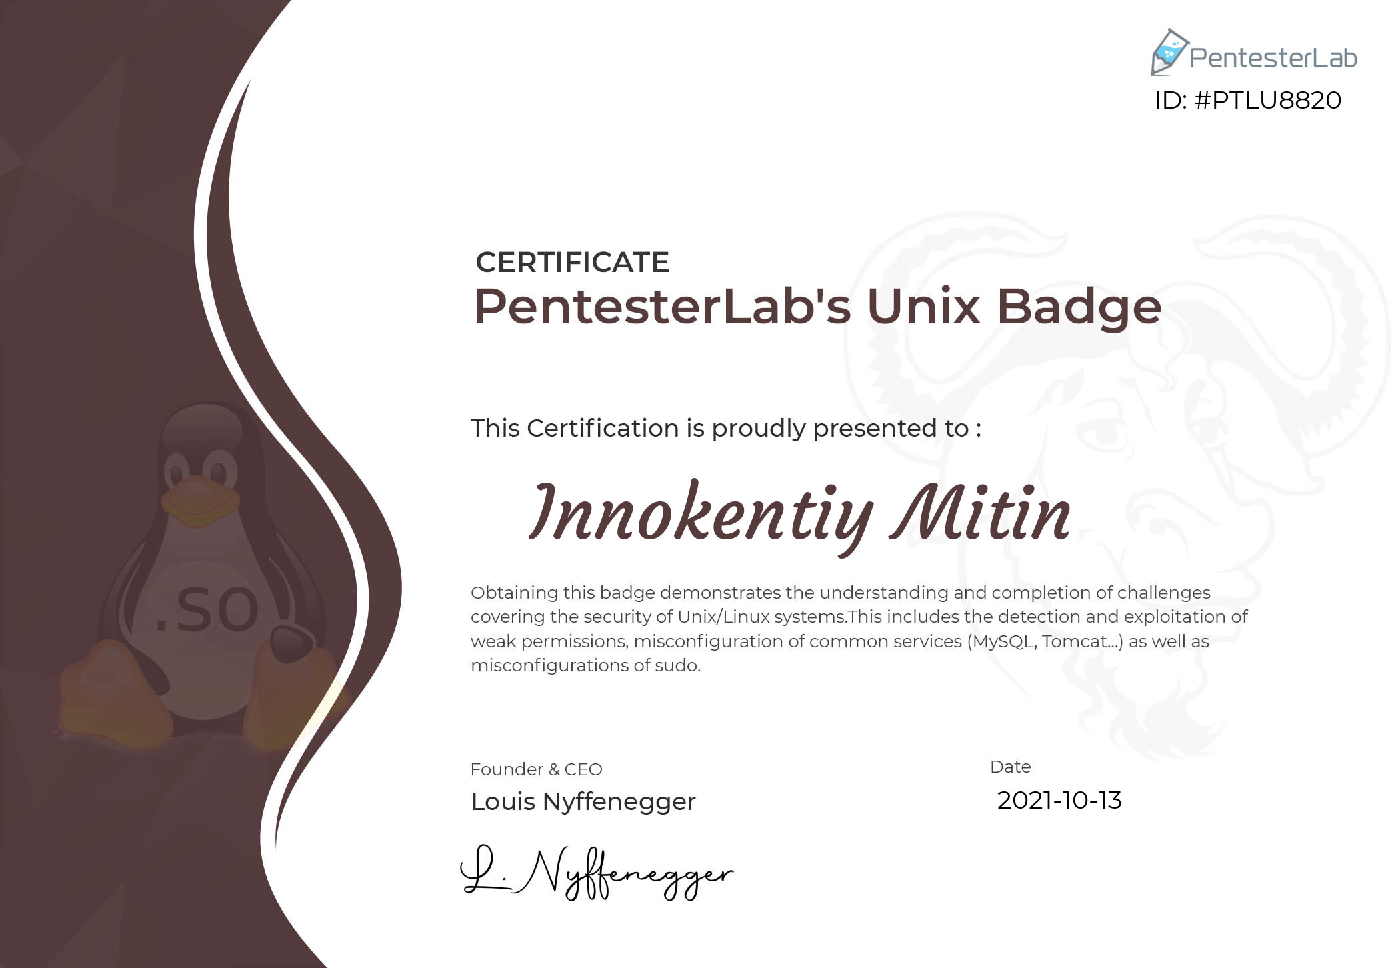 PentesterLab
ID: #PTLU8820
CERTIFICATE
PentesterLab's Unix Badge
This Certification is proudly presented to :
Innokentiy Mitin
Obtaining this badge demonstrates the understanding and completion of challenges
covering the security of Unix/Linux systems.This includes the detection and exploitation of
weak permissions, misconfiguration of common services (MySQL, Tomcat...) as well as
misconfigurations of sudo.
.so
Founder & CEO
Louis Nyffenegger
Date
2021-10-13
L. Nyffenegger